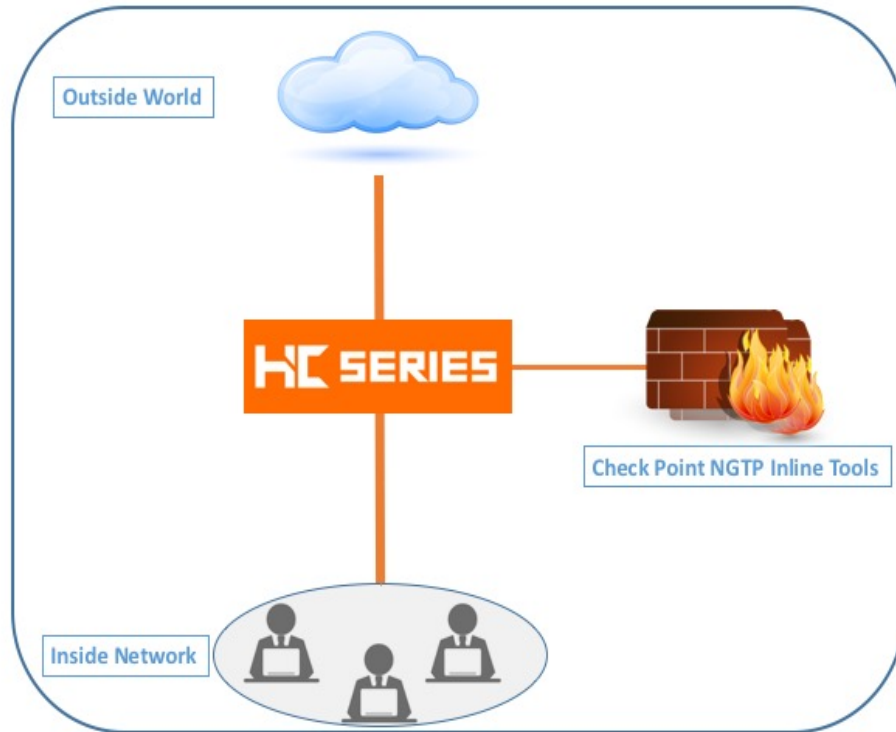 Outside World
HC SERIES
Check Point NGTP Inline Tools
Inside Network